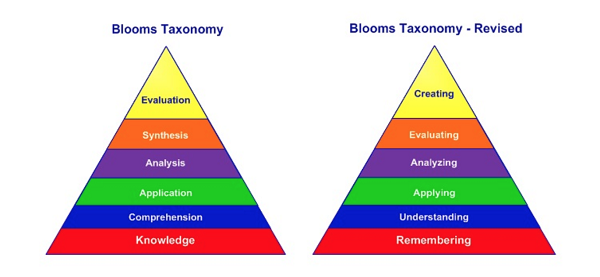 Blooms Taxonomy
Evaluation
Synthesis
Analysis
Application
Comprehension
Knowledge
Blooms Taxonomy - Revised
Creating
Evaluating
Analyzing
Applying
Understanding
Remembering